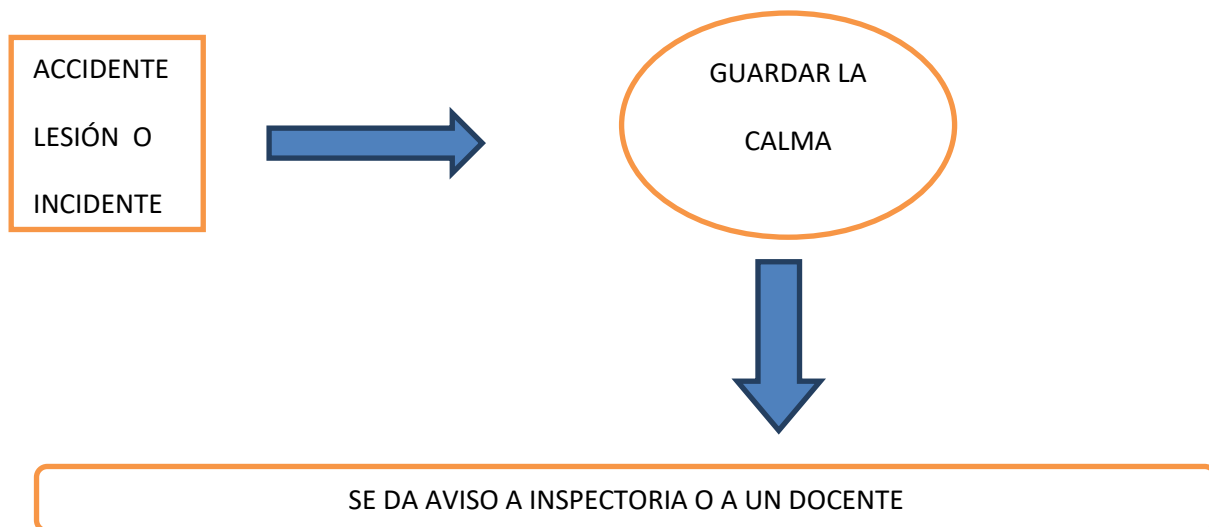 ACCIDENTE
LESIÓN O
INCIDENTE
GUARDAR LA
CALMA
SE DA AVISO A INSPECTORIA O A UN DOCENTE